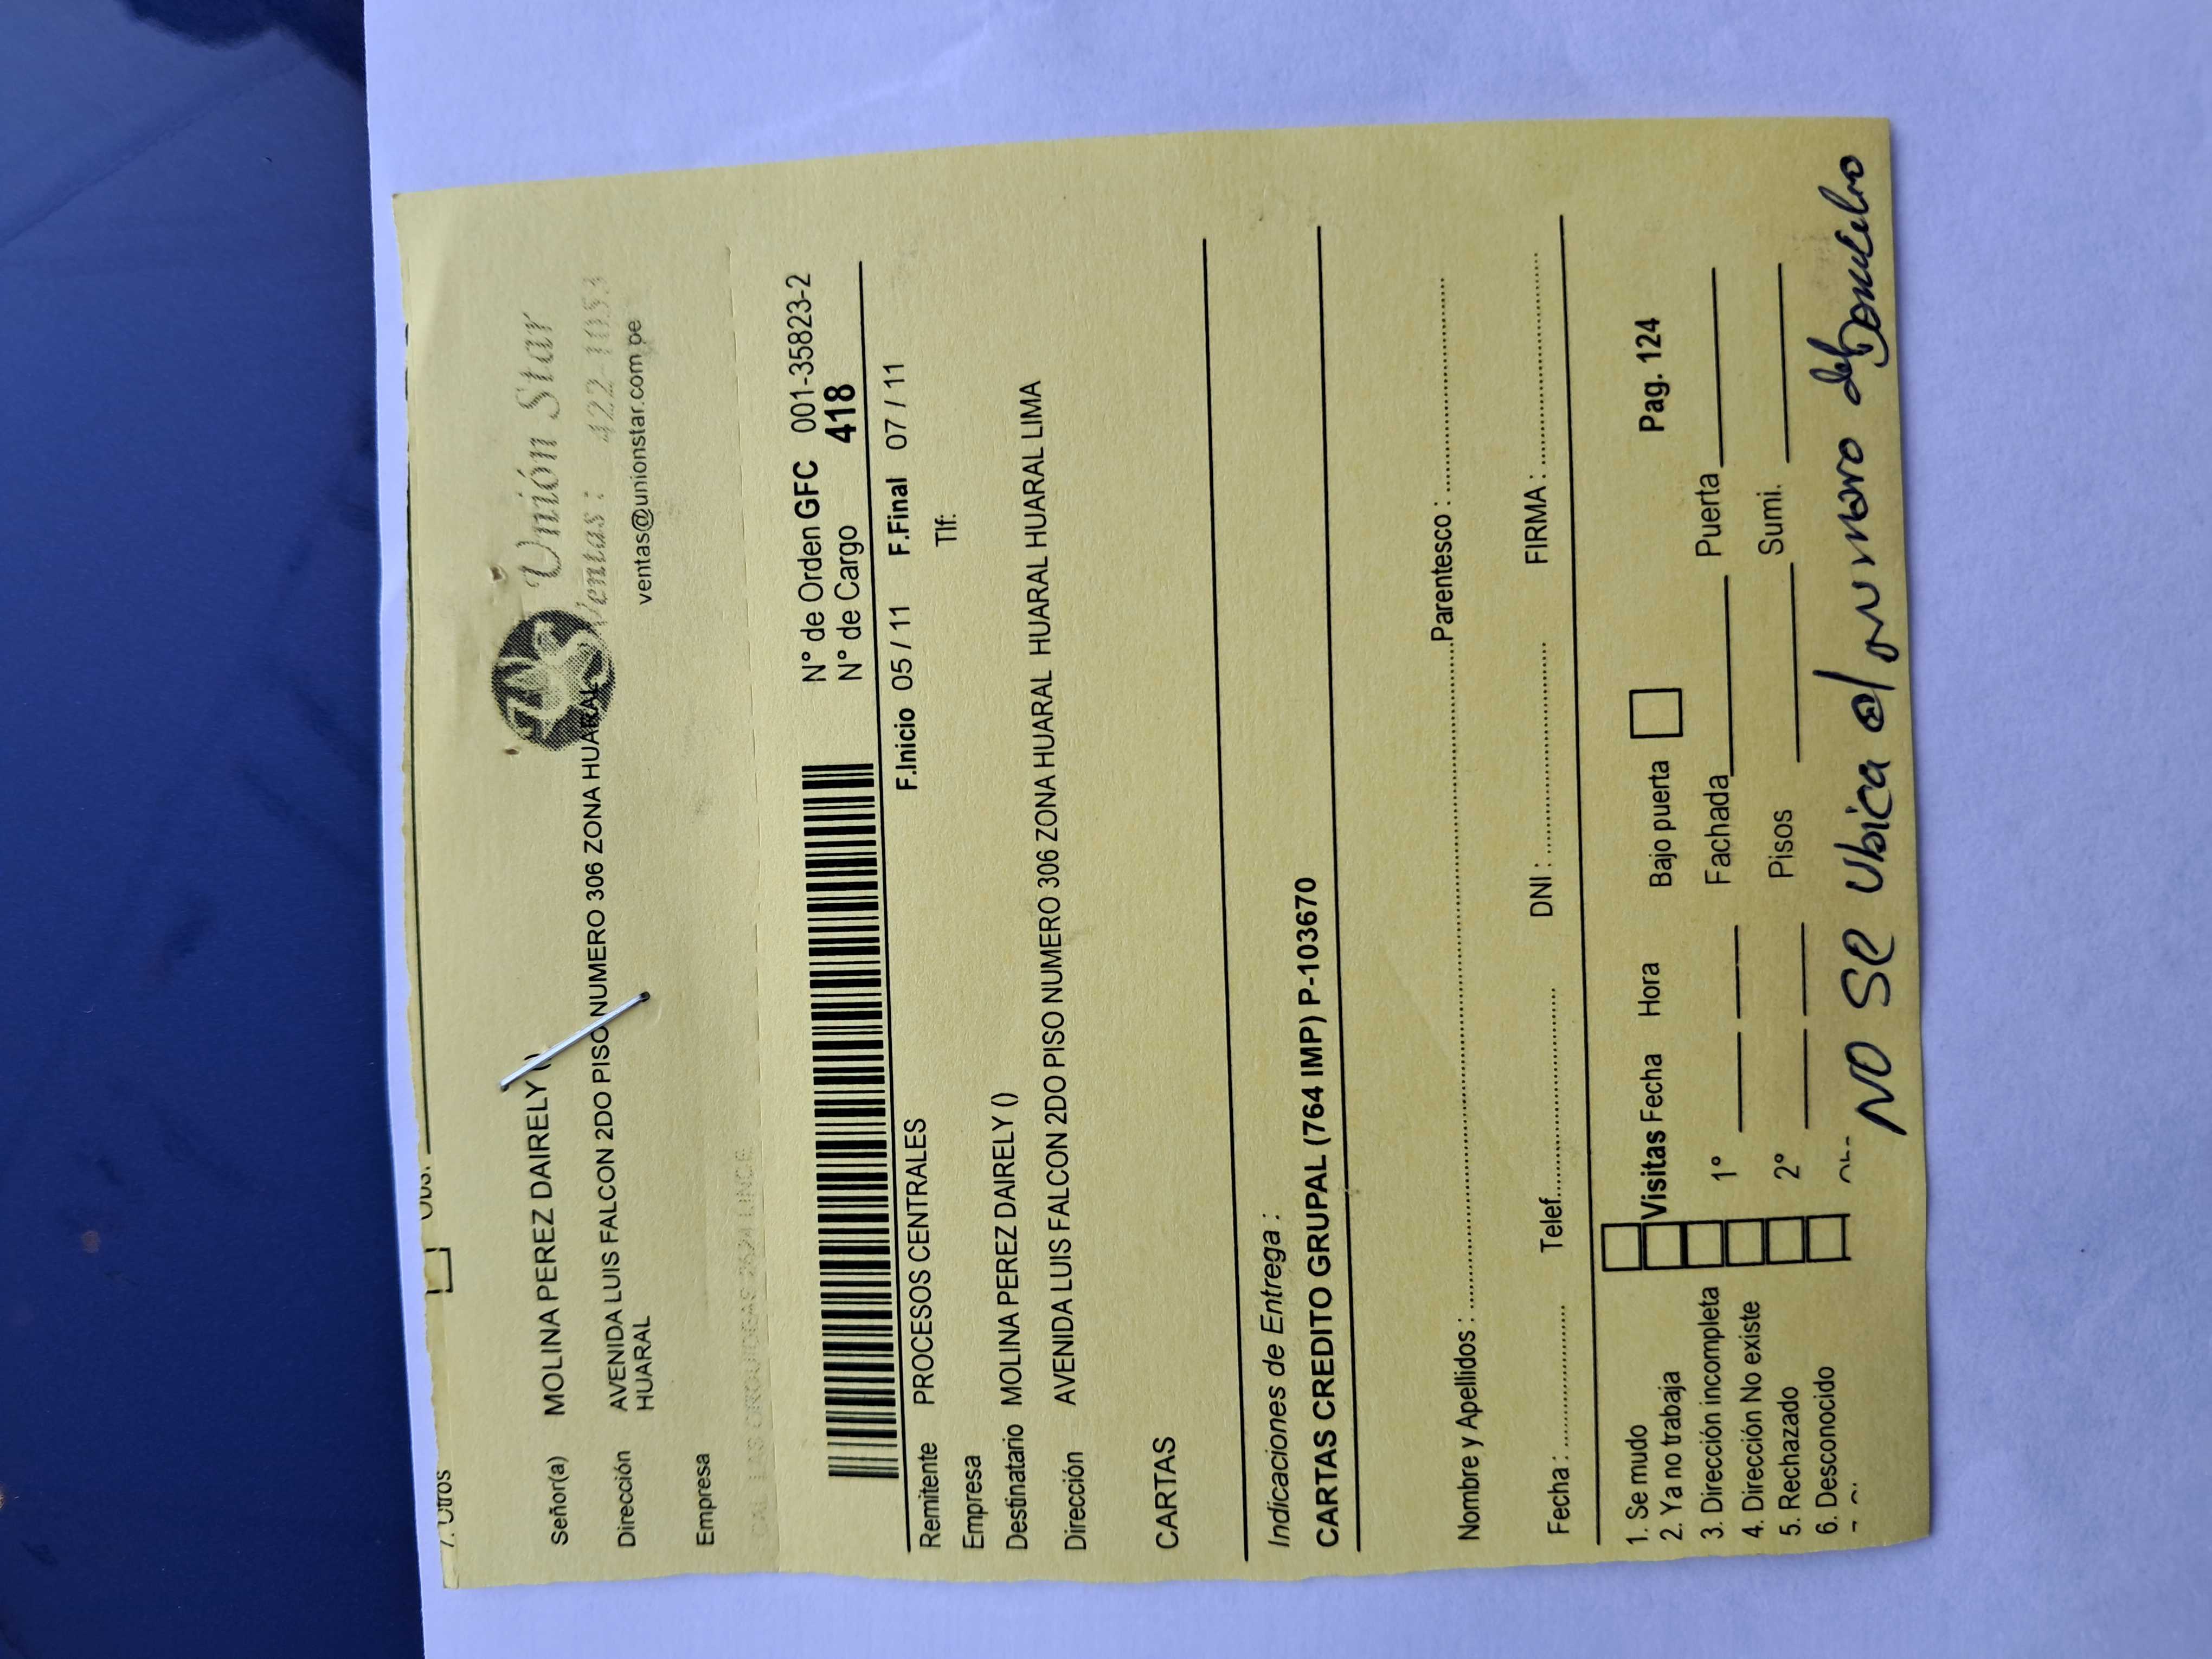 7. Otros Obs.
Unión Star
Ventas: 422-1053
ventas@unionstar.com.pe
Señor(a) MOLINA PEREZ DAIRELY ()
Dirección AVENIDA LUIS FALCON 2DO PISO NUMERO 306 ZONA HUARAL
HUARAL
Empresa
N° de Orden GFC 001-35823-2
N° de Cargo 418
F.Inicio 05 / 11 F.Final 07 / 11
Remitente PROCESOS CENTRALES Tlf:
Empresa
Destinatario MOLINA PEREZ DAIRELY ()
Dirección AVENIDA LUIS FALCON 2DO PISO NUMERO 306 ZONA HUARAL HUARAL HUARAL LIMA
CARTAS
Indicaciones de Entrega :
CARTAS CREDITO GRUPAL (764 IMP) P-103670
Nombre y Apellidos : Parentesco :
Fecha : Telef. DNI : FIRMA :
1. Se mudo
2. Ya no trabaja Visitas Fecha Hora Bajo puerta Pag. 124
3. Dirección incompleta 1° Fachada Puerta
4. Dirección No existe
5. Rechazado 2° Pisos Sumi.
6. Desconocido
NO SE Ubica el NUMERO del Domicilio